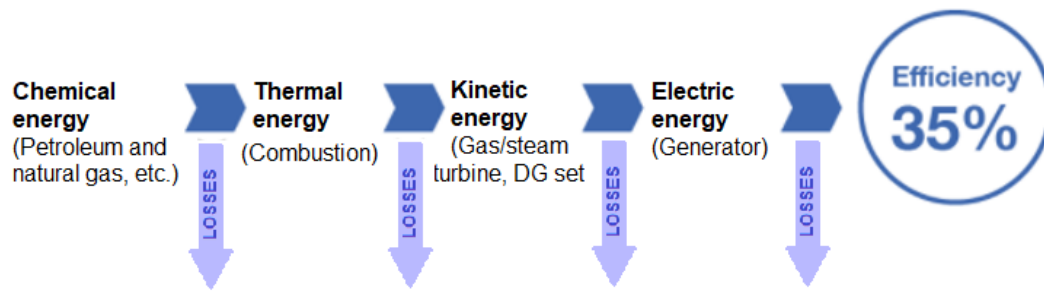 Chemical
energy
(Petroleum and
natural gas, etc.)
Thermal
energy
(Combustion)
Kinetic
energy
(Gas/steam
turbine, DG set
Electric
energy
(Generator)
Efficiency
35%
LOSSES
LOSSES
LOSSES
LOSSES